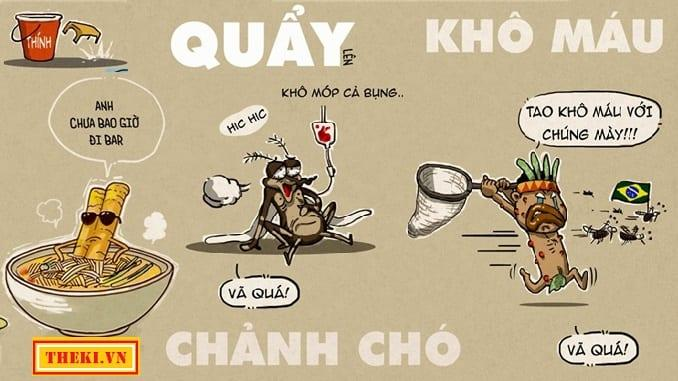 THÍNH
QUẨY
LÊN
KHÔ MÁU
ANH
CHƯA BAO GIỜ
ĐI BAR
KHÔ MÓP CẢ BỤNG..
HIC HIC
TAO KHÔ MÁU VỚI
CHÚNG MÀY!!!
VÃ QUÁ!
VÃ QUÁ!
CHẢNH CHÓ
THEKI.VN